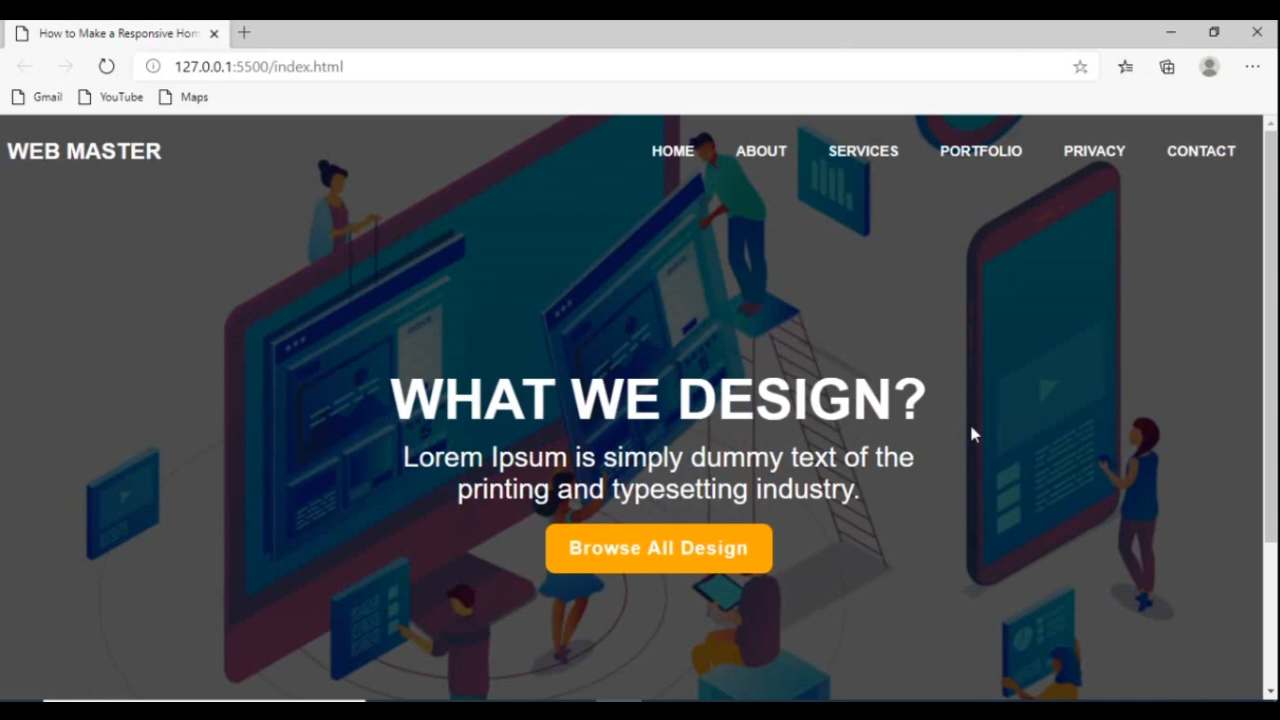 How to Make a Responsive Hom
127.0.0.1:5500/index.html
Gmail YouTube Maps
WEB MASTER HOME ABOUT SERVICES PORTFOLIO PRIVACY CONTACT
WHAT WE DESIGN?
Lorem Ipsum is simply dummy text of the
printing and typesetting industry.
Browse All Design